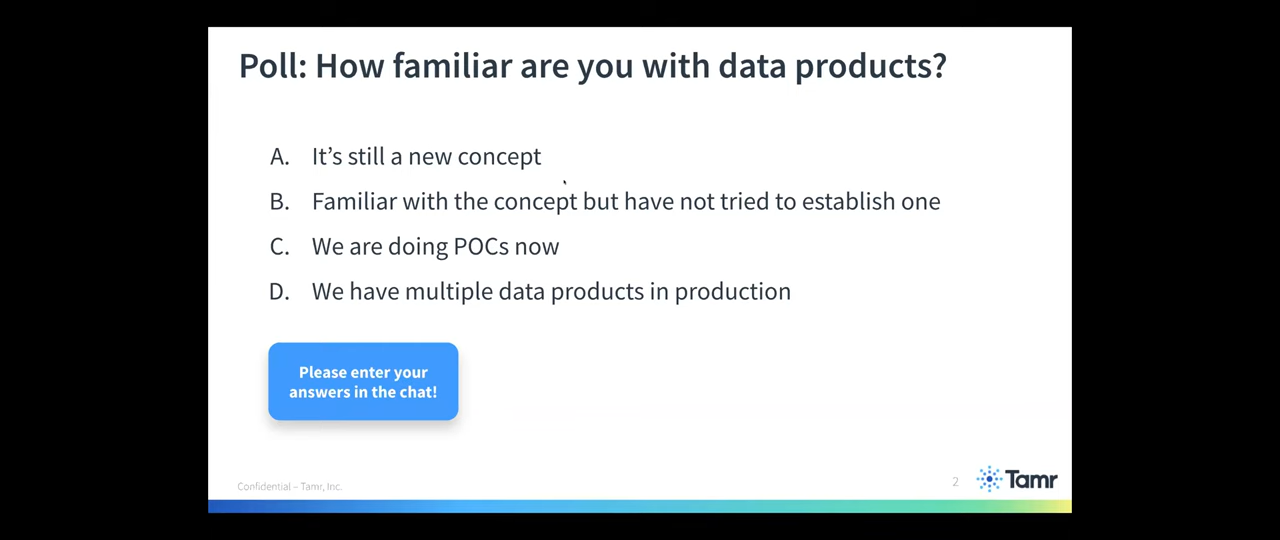 Poll: How familiar are you with data products?
A. It’s still a new concept
B. Familiar with the concept but have not tried to establish one
C. We are doing POCs now
D. We have multiple data products in production
Please enter your
answers in the chat!
Confidential – Tamr, Inc.
2
Tamr